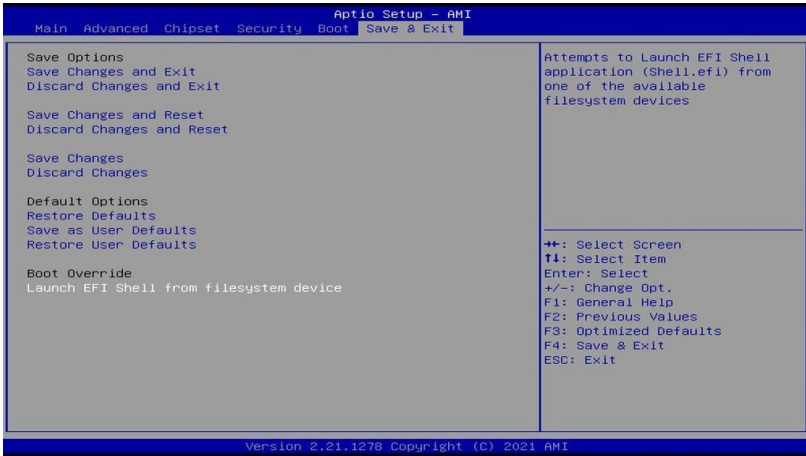 Aptio Setup – AMI
Main Advanced Chipset Security Boot Save & Exit
Save Options
Save Changes and Exit
Discard Changes and Exit
Save Changes and Reset
Discard Changes and Reset
Save Changes
Discard Changes
Default Options
Restore Defaults
Save as User Defaults
Restore User Defaults
Boot Override
Launch EFI Shell from filesystem device
Attempts to Launch EFI Shell
application (Shell.efi) from
one of the available
filesystem devices
→←: Select Screen
↑↓: Select Item
Enter: Select
+/-: Change Opt.
F1: General Help
F2: Previous Values
F3: Optimized Defaults
F4: Save & Exit
ESC: Exit
Version 2.21.1278 Copyright (C) 2021 AMI